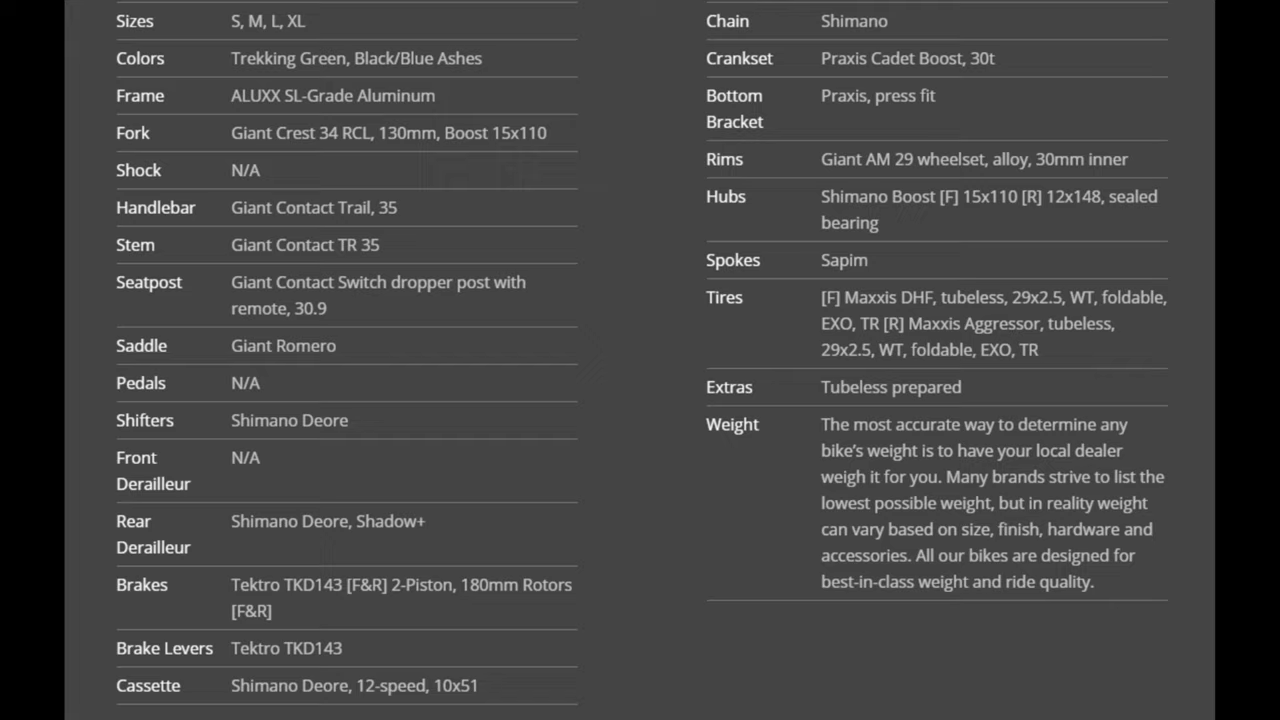 Sizes S, M, L, XL
Colors Trekking Green, Black/Blue Ashes
Frame ALUXX SL-Grade Aluminum
Fork Giant Crest 34 RCL, 130mm, Boost 15x110
Shock N/A
Handlebar Giant Contact Trail, 35
Stem Giant Contact TR 35
Seatpost Giant Contact Switch dropper post with
remote, 30.9
Saddle Giant Romero
Pedals N/A
Shifters Shimano Deore
Front N/A
Derailleur
Rear Shimano Deore, Shadow+
Derailleur
Brakes Tektro TKD143 [F&R] 2-Piston, 180mm Rotors
[F&R]
Brake Levers Tektro TKD143
Cassette Shimano Deore, 12-speed, 10x51
Chain Shimano
Crankset Praxis Cadet Boost, 30t
Bottom Praxis, press fit
Bracket
Rims Giant AM 29 wheelset, alloy, 30mm inner
Hubs Shimano Boost [F] 15x110 [R] 12x148, sealed
bearing
Spokes Sapim
Tires [F] Maxxis DHF, tubeless, 29x2.5, WT, foldable,
EXO, TR [R] Maxxis Aggressor, tubeless,
29x2.5, WT, foldable, EXO, TR
Extras Tubeless prepared
Weight The most accurate way to determine any
bike's weight is to have your local dealer
weigh it for you. Many brands strive to list the
lowest possible weight, but in reality weight
can vary based on size, finish, hardware and
accessories. All our bikes are designed for
best-in-class weight and ride quality.